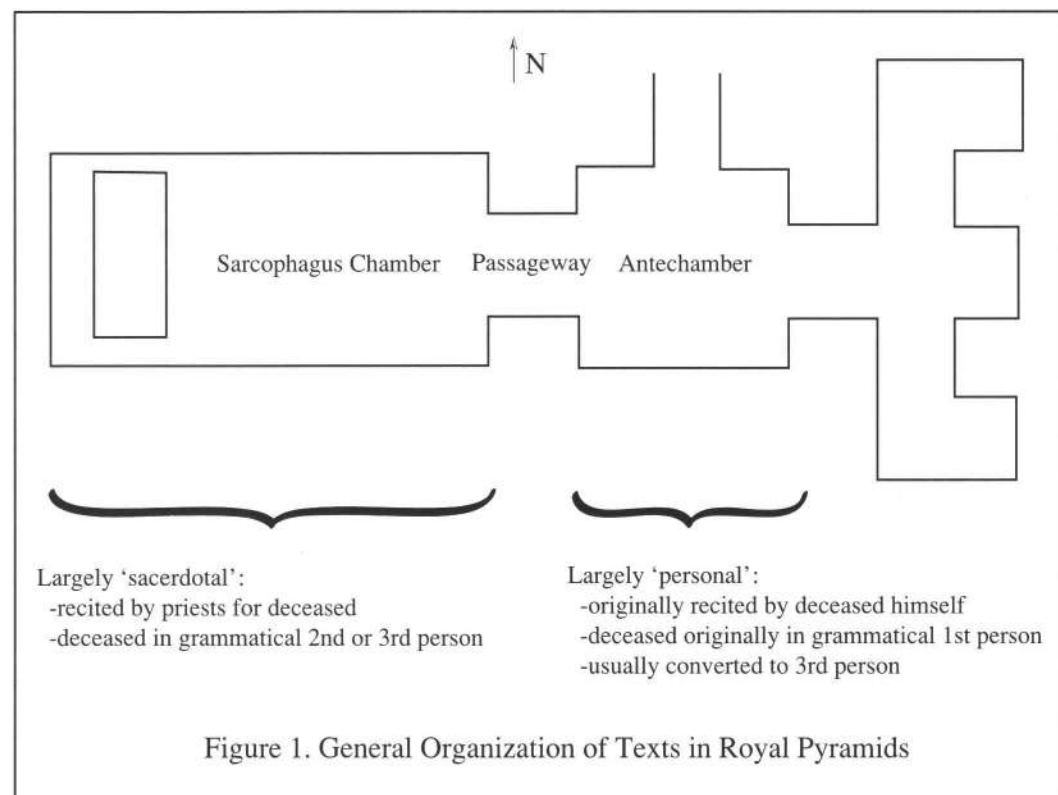 N
Sarcophagus Chamber Passageway Antechamber
Largely ‘sacerdotal’:
-recited by priests for deceased
-deceased in grammatical 2nd or 3rd person
Largely ‘personal’:
-originally recited by deceased himself
-deceased originally in grammatical 1st person
-usually converted to 3rd person
Figure 1. General Organization of Texts in Royal Pyramids